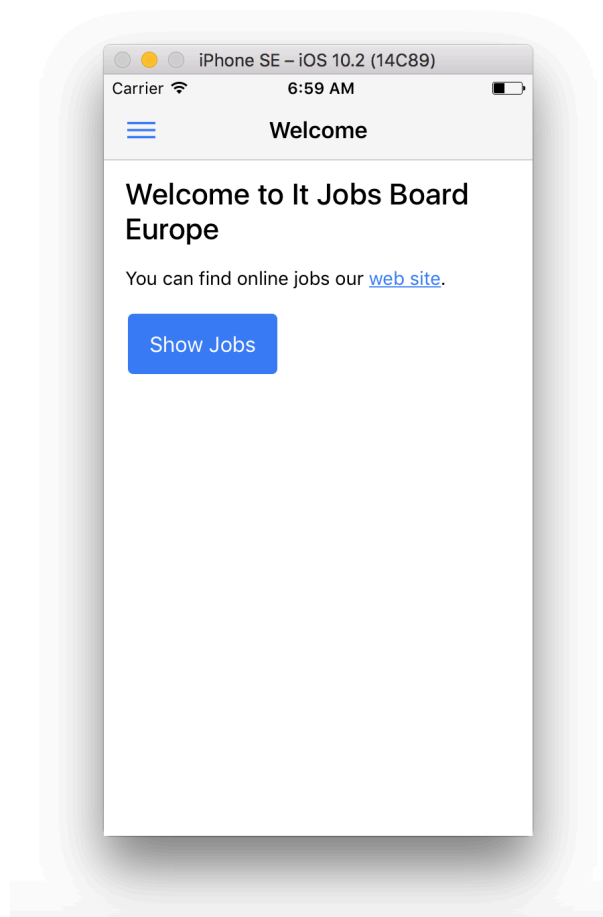 iPhone SE – iOS 10.2 (14C89)
Carrier 6:59 AM
Welcome
Welcome to It Jobs Board
Europe
You can find online jobs our web site.
Show Jobs